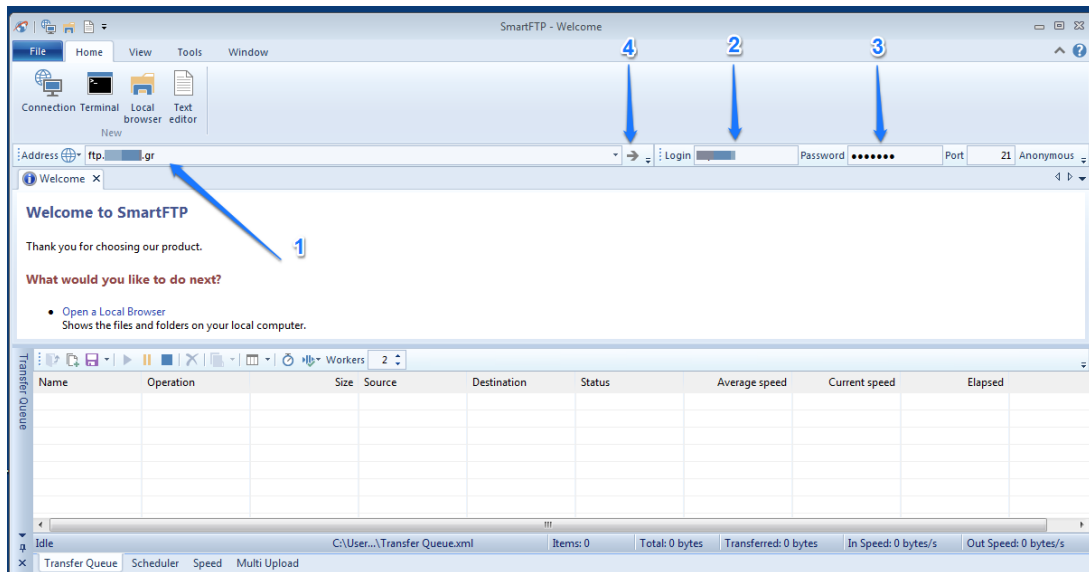 SmartFTP - Welcome
File Home View Tools Window
4 2 3
Connection Terminal Local browser Text editor
New
Address ftp. .gr Login Password ●●●●●●● Port 21 Anonymous
Welcome
Welcome to SmartFTP
Thank you for choosing our product.
1
What would you like to do next?
Open a Local Browser
Shows the files and folders on your local computer.
Transfer Queue
Workers 2
Name Operation Size Source Destination Status Average speed Current speed Elapsed
Idle C:\User...\Transfer Queue.xml Items: 0 Total: 0 bytes Transferred: 0 bytes In Speed: 0 bytes/s Out Speed: 0 bytes/s
Transfer Queue Scheduler Speed Multi Upload